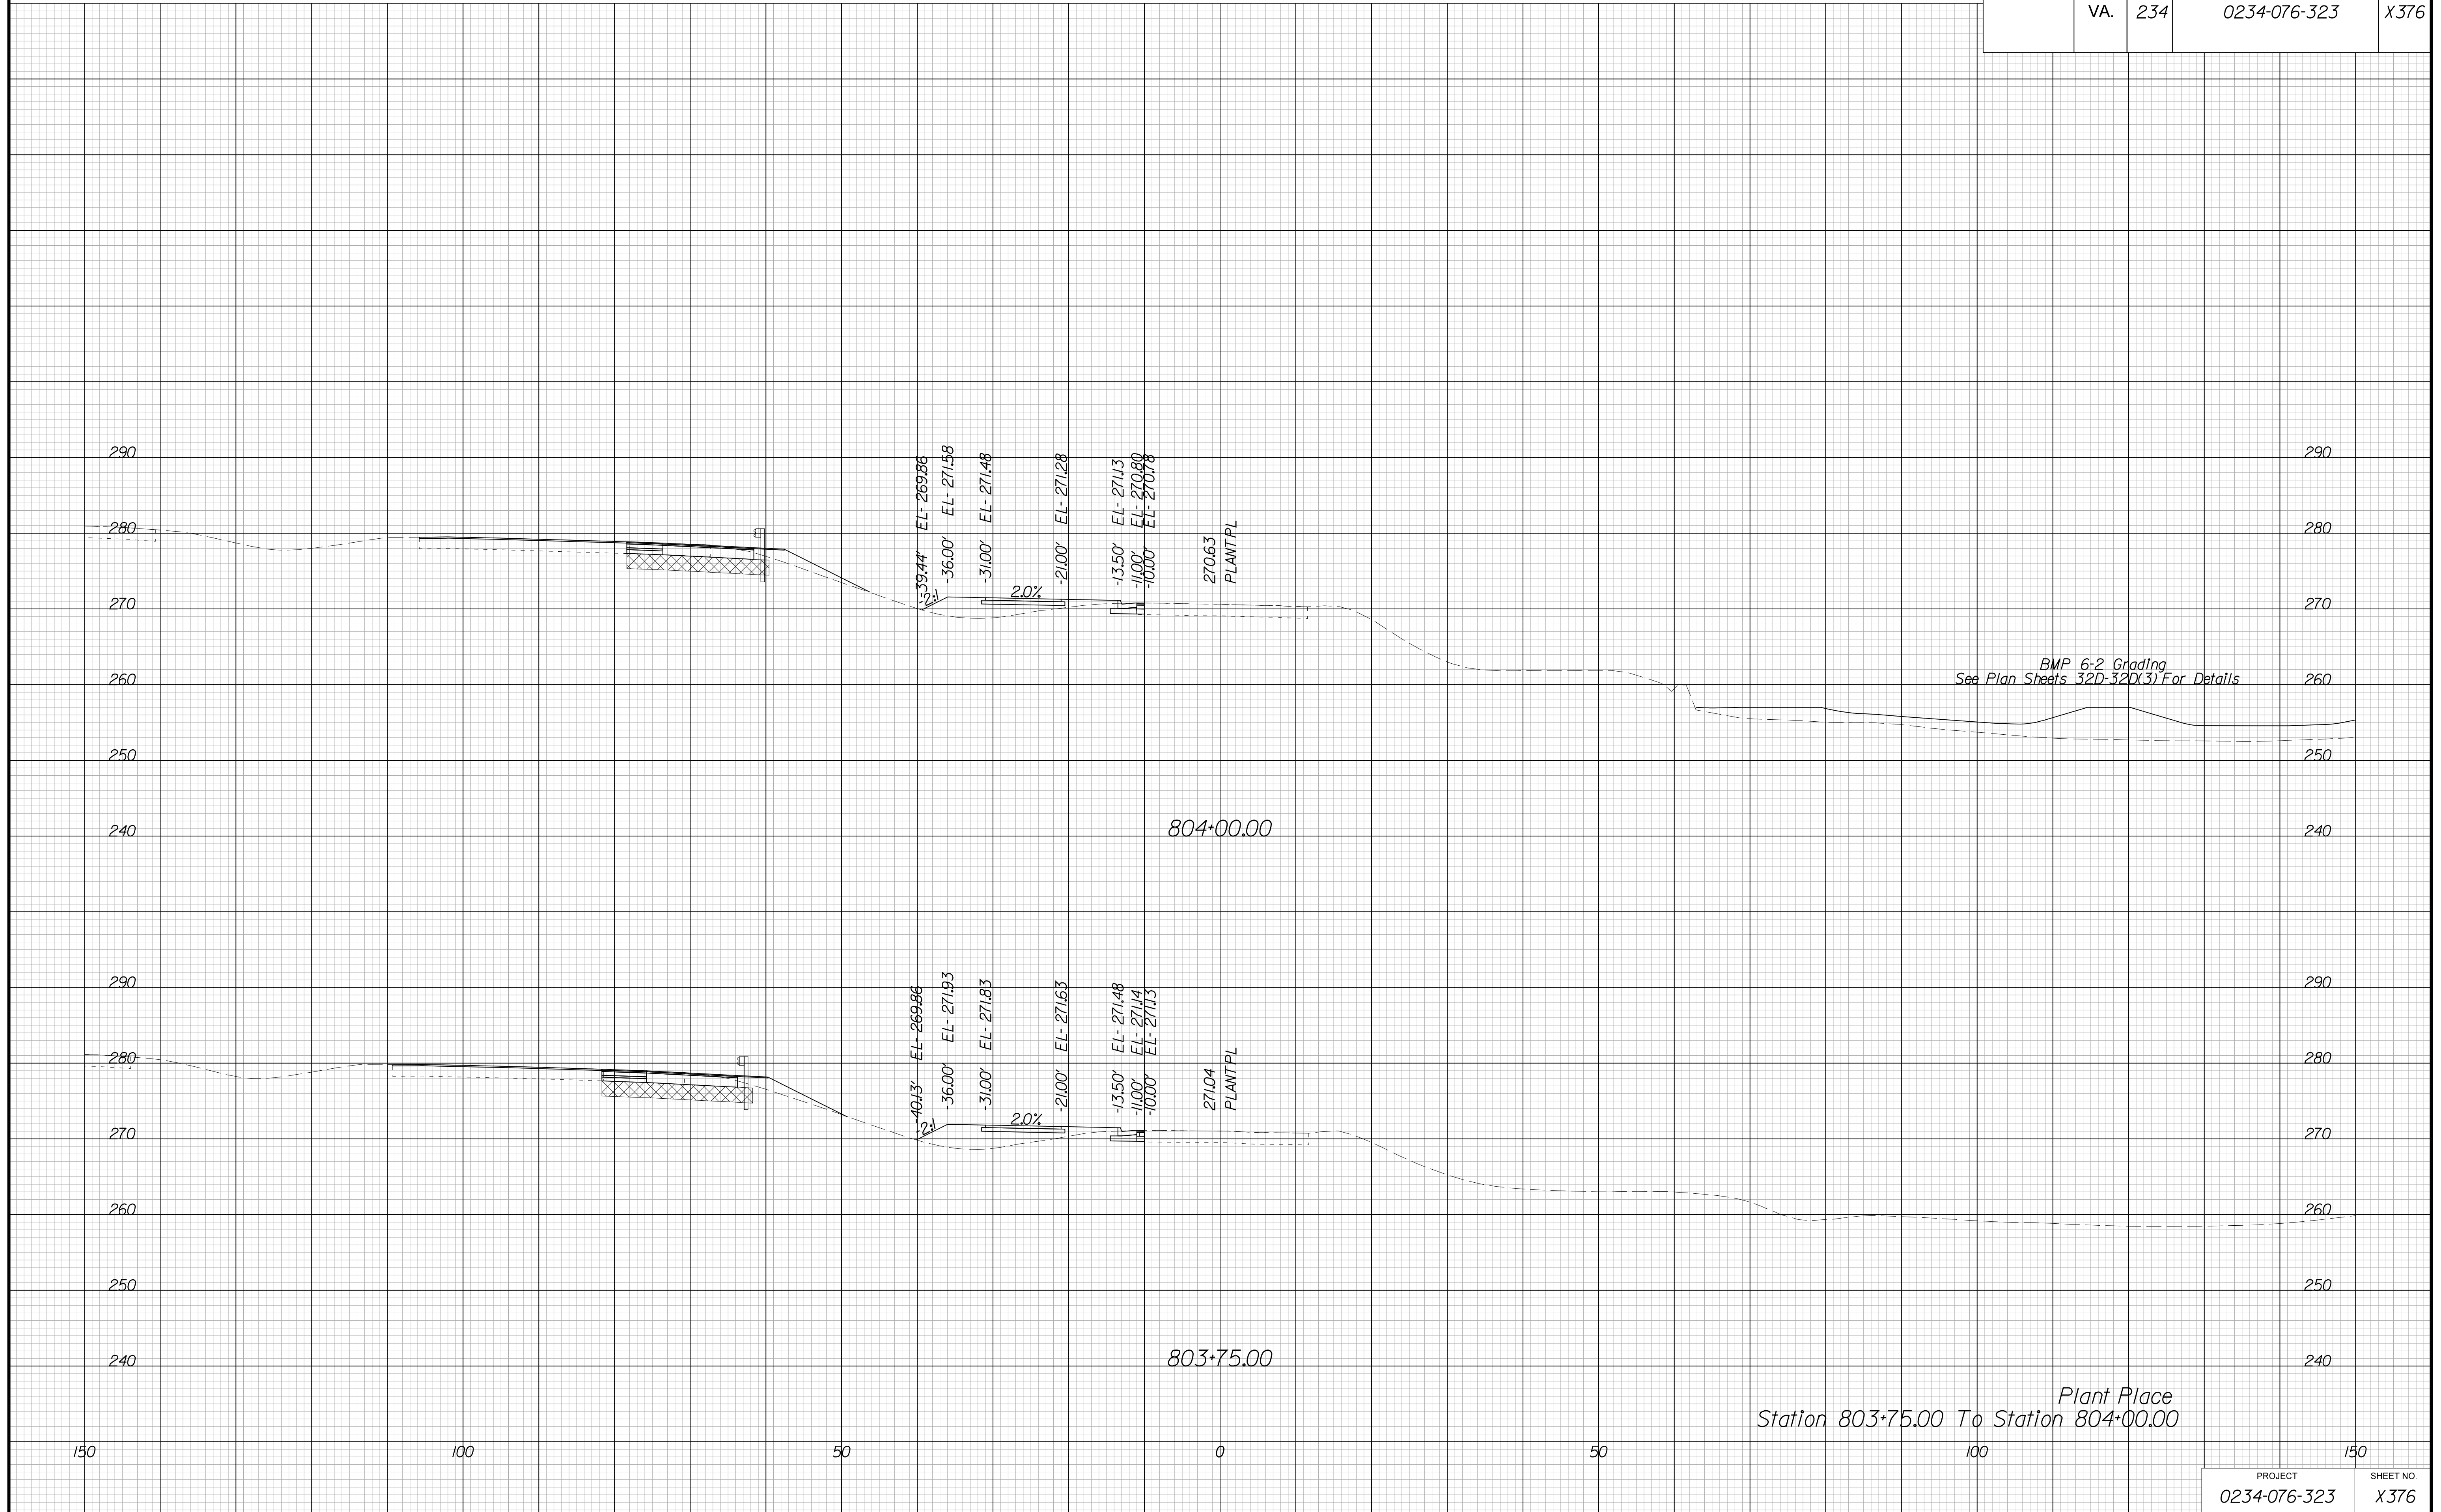 VA. 234 0234-076-323 X376
290 290
-39.44' EL- 269.86
-36.00' EL- 271.58
-31.00' EL- 271.48
-21.00' EL- 271.28
-13.50' EL- 271.13
-11.00' EL- 270.80
-10.00' EL- 270.78
270.63
PLANTPL
280 280
-2:1
2.0%
270 270
BMP 6-2 Grading
See Plan Sheets 32D-32D(3) For Details
260 260
250 250
240 804+00.00 240
290 290
-40.13' EL- 269.86
-36.00' EL- 271.93
-31.00' EL- 271.83
-21.00' EL- 271.63
-13.50' EL- 271.48
-11.00' EL- 271.14
-10.00' EL- 271.13
271.04
PLANTPL
280 280
-2:1
2.0%
270 270
260 260
250 250
240 803+75.00 240
Plant Place
Station 803+75.00 To Station 804+00.00
150 100 50 0 50 100 150
PROJECT SHEET NO.
0234-076-323 X376